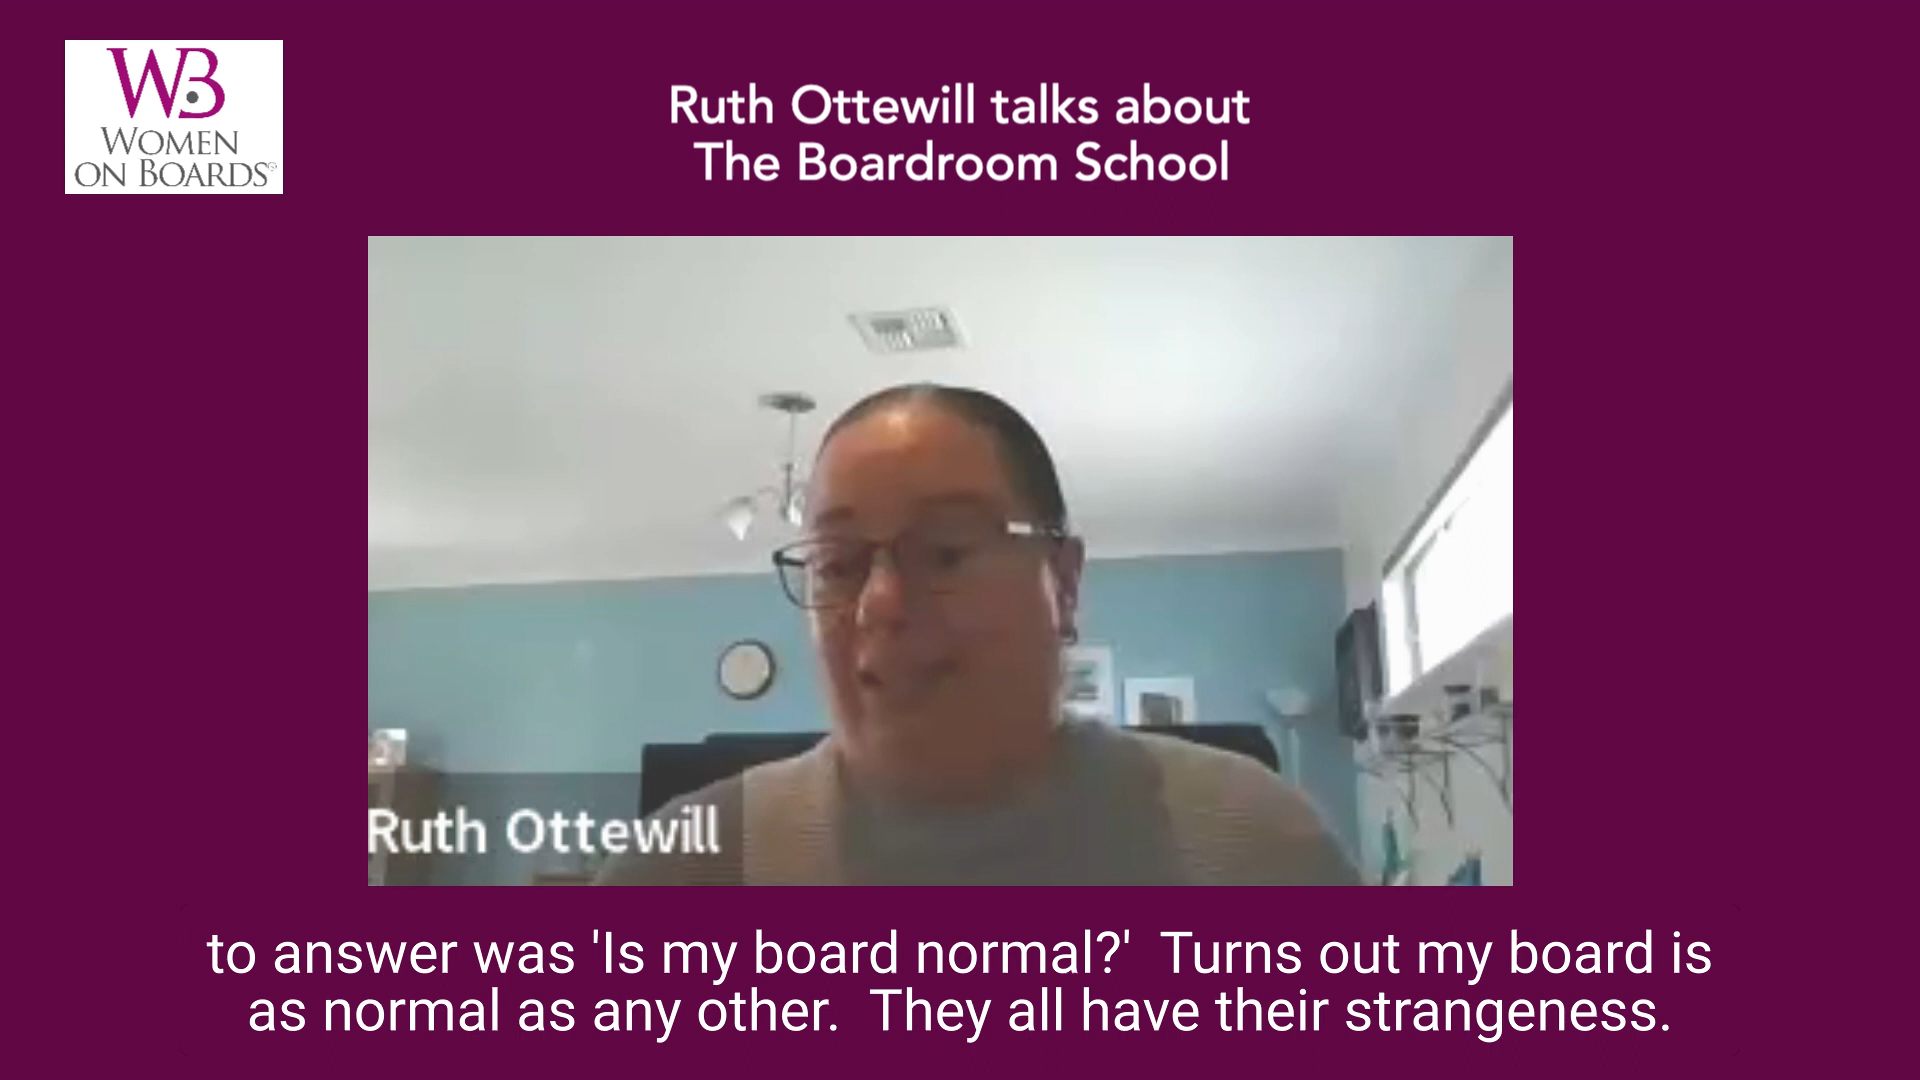 WB
WOMEN
ON BOARDS
Ruth Ottewill talks about
The Boardroom School
Ruth Ottewill
to answer was 'Is my board normal?'  Turns out my board is
as normal as any other.  They all have their strangeness.